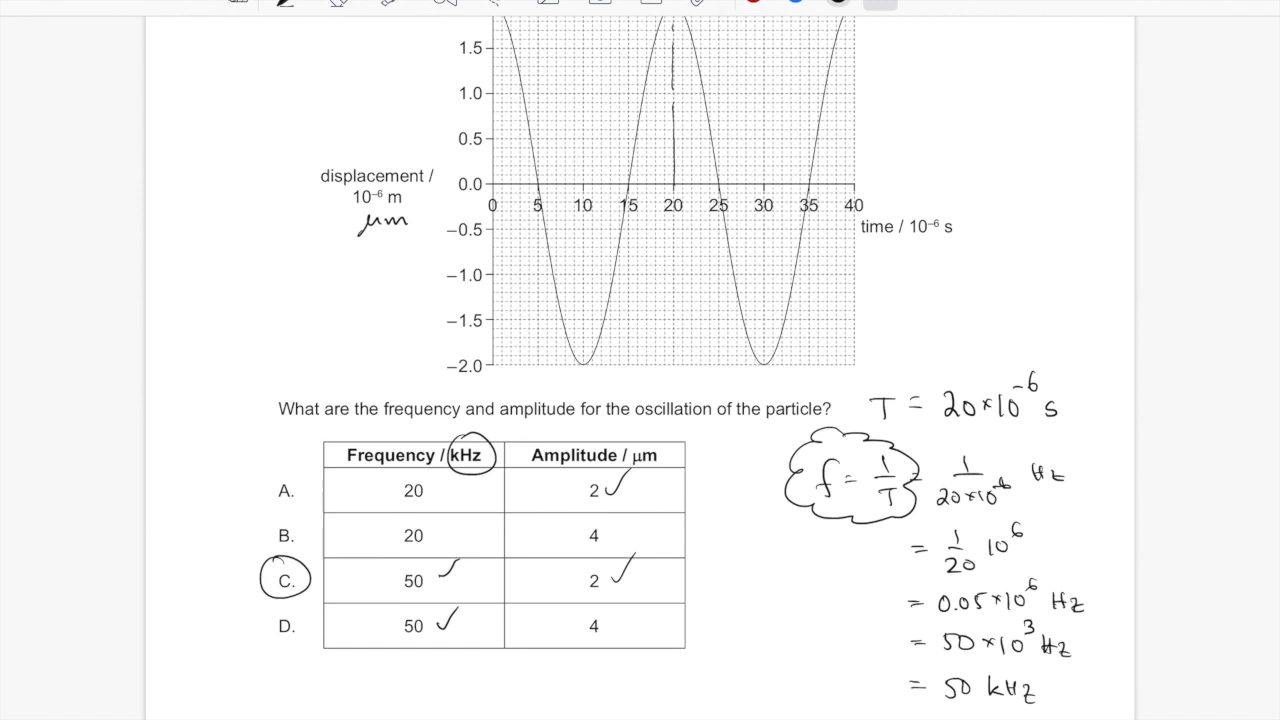 1.5
1.0
0.5
displacement /
10⁻⁶ m
μm
0.0
0 5 10 15 20 25 30 35 40
time / 10⁻⁶ s
−0.5
−1.0
−1.5
−2.0
What are the frequency and amplitude for the oscillation of the particle?
Frequency / kHz Amplitude / μm
A. 20 2 ✓
B. 20 4
C. 50 ✓ 2 ✓
D. 50 ✓ 4
T = 20×10⁻⁶ s
f = 1/T = 1/20×10⁻⁶ Hz
= 1/20 10⁶
= 0.05×10⁶ Hz
= 50×10³ Hz
= 50 kHz